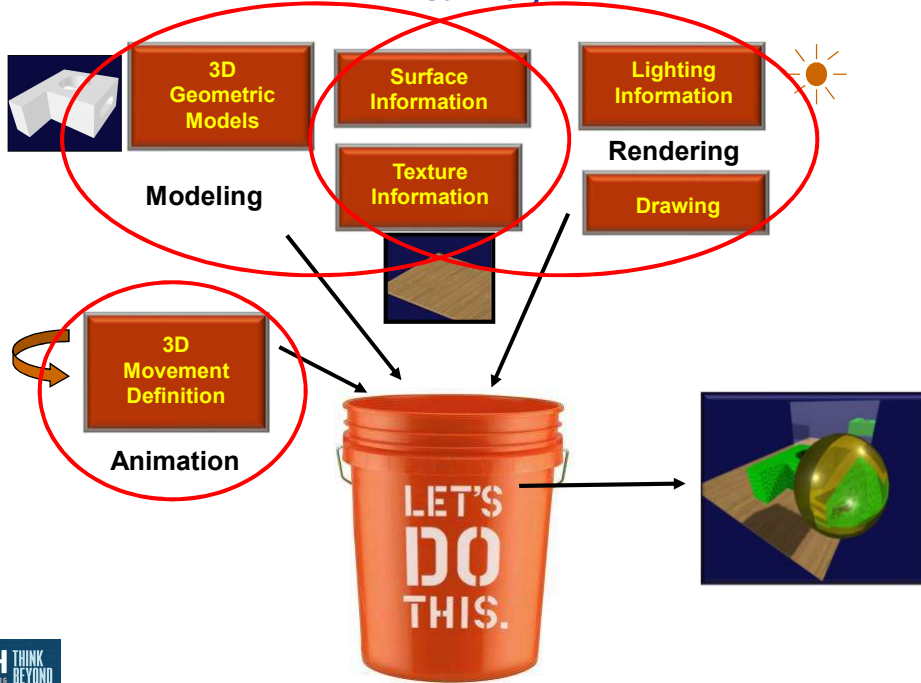 3D
Geometric
Models
Surface
Information
Lighting
Information
Rendering
Texture
Information
Modeling
Drawing
3D
Movement
Definition
Animation
LET'S
DO
THIS.
THINK
BEYOND